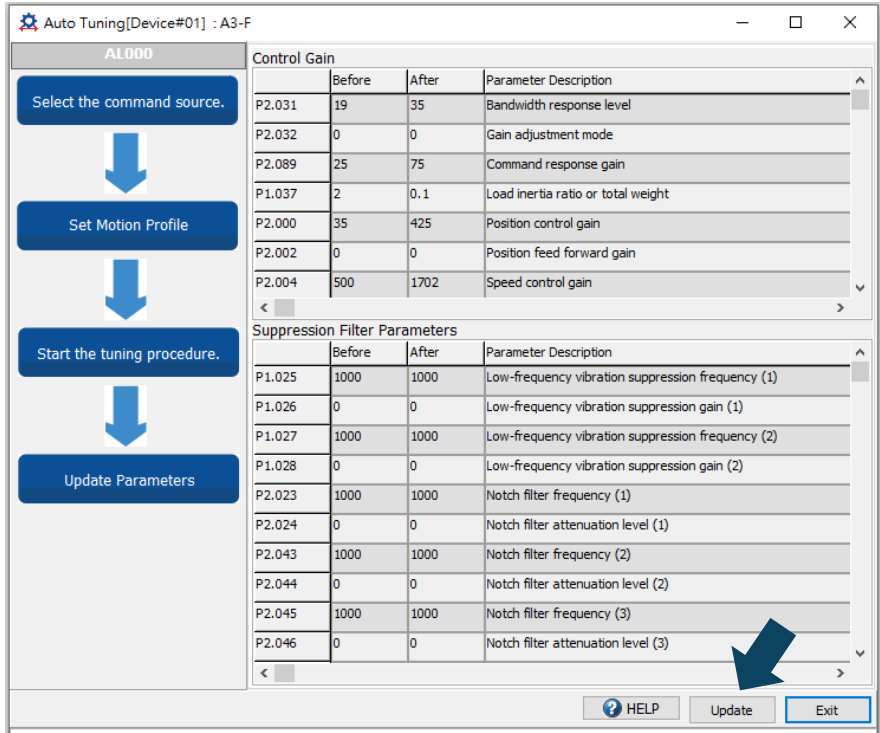 Auto Tuning[Device#01] : A3-F
AL000
Select the command source.
Set Motion Profile
Start the tuning procedure.
Update Parameters
Control Gain
Before After Parameter Description
P2.031 19 35 Bandwidth response level
P2.032 0 0 Gain adjustment mode
P2.089 25 75 Command response gain
P1.037 2 0.1 Load inertia ratio or total weight
P2.000 35 425 Position control gain
P2.002 0 0 Position feed forward gain
P2.004 500 1702 Speed control gain
Suppression Filter Parameters
Before After Parameter Description
P1.025 1000 1000 Low-frequency vibration suppression frequency (1)
P1.026 0 0 Low-frequency vibration suppression gain (1)
P1.027 1000 1000 Low-frequency vibration suppression frequency (2)
P1.028 0 0 Low-frequency vibration suppression gain (2)
P2.023 1000 1000 Notch filter frequency (1)
P2.024 0 0 Notch filter attenuation level (1)
P2.043 1000 1000 Notch filter frequency (2)
P2.044 0 0 Notch filter attenuation level (2)
P2.045 1000 1000 Notch filter frequency (3)
P2.046 0 0 Notch filter attenuation level (3)
HELP Update Exit